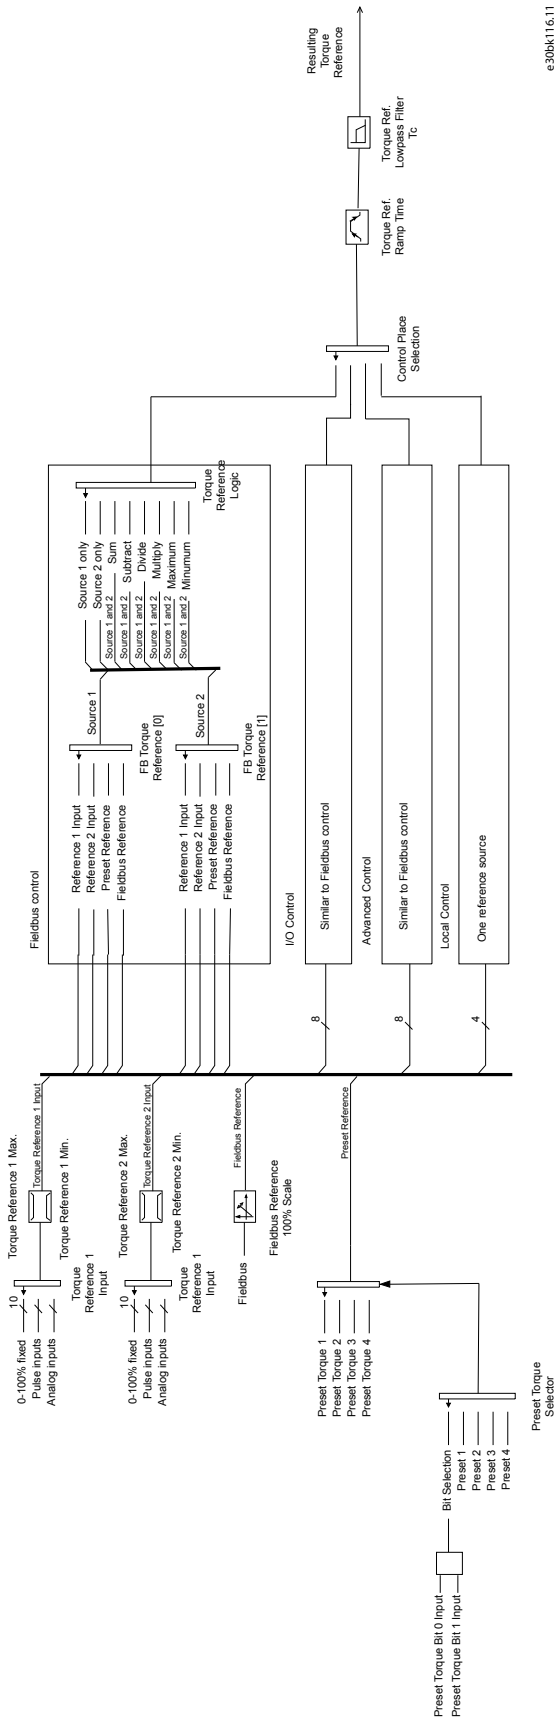 e30bk116.11
0-100% fixed
10
Pulse inputs
Analog inputs
Torque
Reference 1
Input
Torque Reference 1 Max.
Torque Reference 1 Min.
Torque Reference 1 Input
0-100% fixed
10
Pulse inputs
Analog inputs
Torque
Reference 1
Input
Torque Reference 2 Max.
Torque Reference 2 Min.
Torque Reference 2 Input
Fieldbus
Fieldbus Reference
100% Scale
Fieldbus Reference
Preset Torque Bit 0 Input
Preset Torque Bit 1 Input
Bit Selection
Preset 1
Preset 2
Preset 3
Preset 4
Preset Torque
Selector
Preset Torque 1
Preset Torque 2
Preset Torque 3
Preset Torque 4
Preset Reference
Fieldbus control
Reference 1 Input
Reference 2 Input
Preset Reference
Fieldbus Reference
FB Torque
Reference [0]
Source 1
Reference 1 Input
Reference 2 Input
Preset Reference
Fieldbus Reference
FB Torque
Reference [1]
Source 2
Source 1 only
Source 2 only
Source 1 and 2 Sum
Source 1 and 2 Subtract
Source 1 and 2 Divide
Source 1 and 2 Multiply
Source 1 and 2 Maximum
Source 1 and 2 Minumum
Torque
Reference
Logic
I/O Control
8
Similar to Fieldbus control
Advanced Control
8
Similar to Fieldbus control
Local Control
4
One reference source
Control Place
Selection
Torque Ref.
Ramp Time
Torque Ref.
Lowpass Filter
Tc
Resulting
Torque
Reference